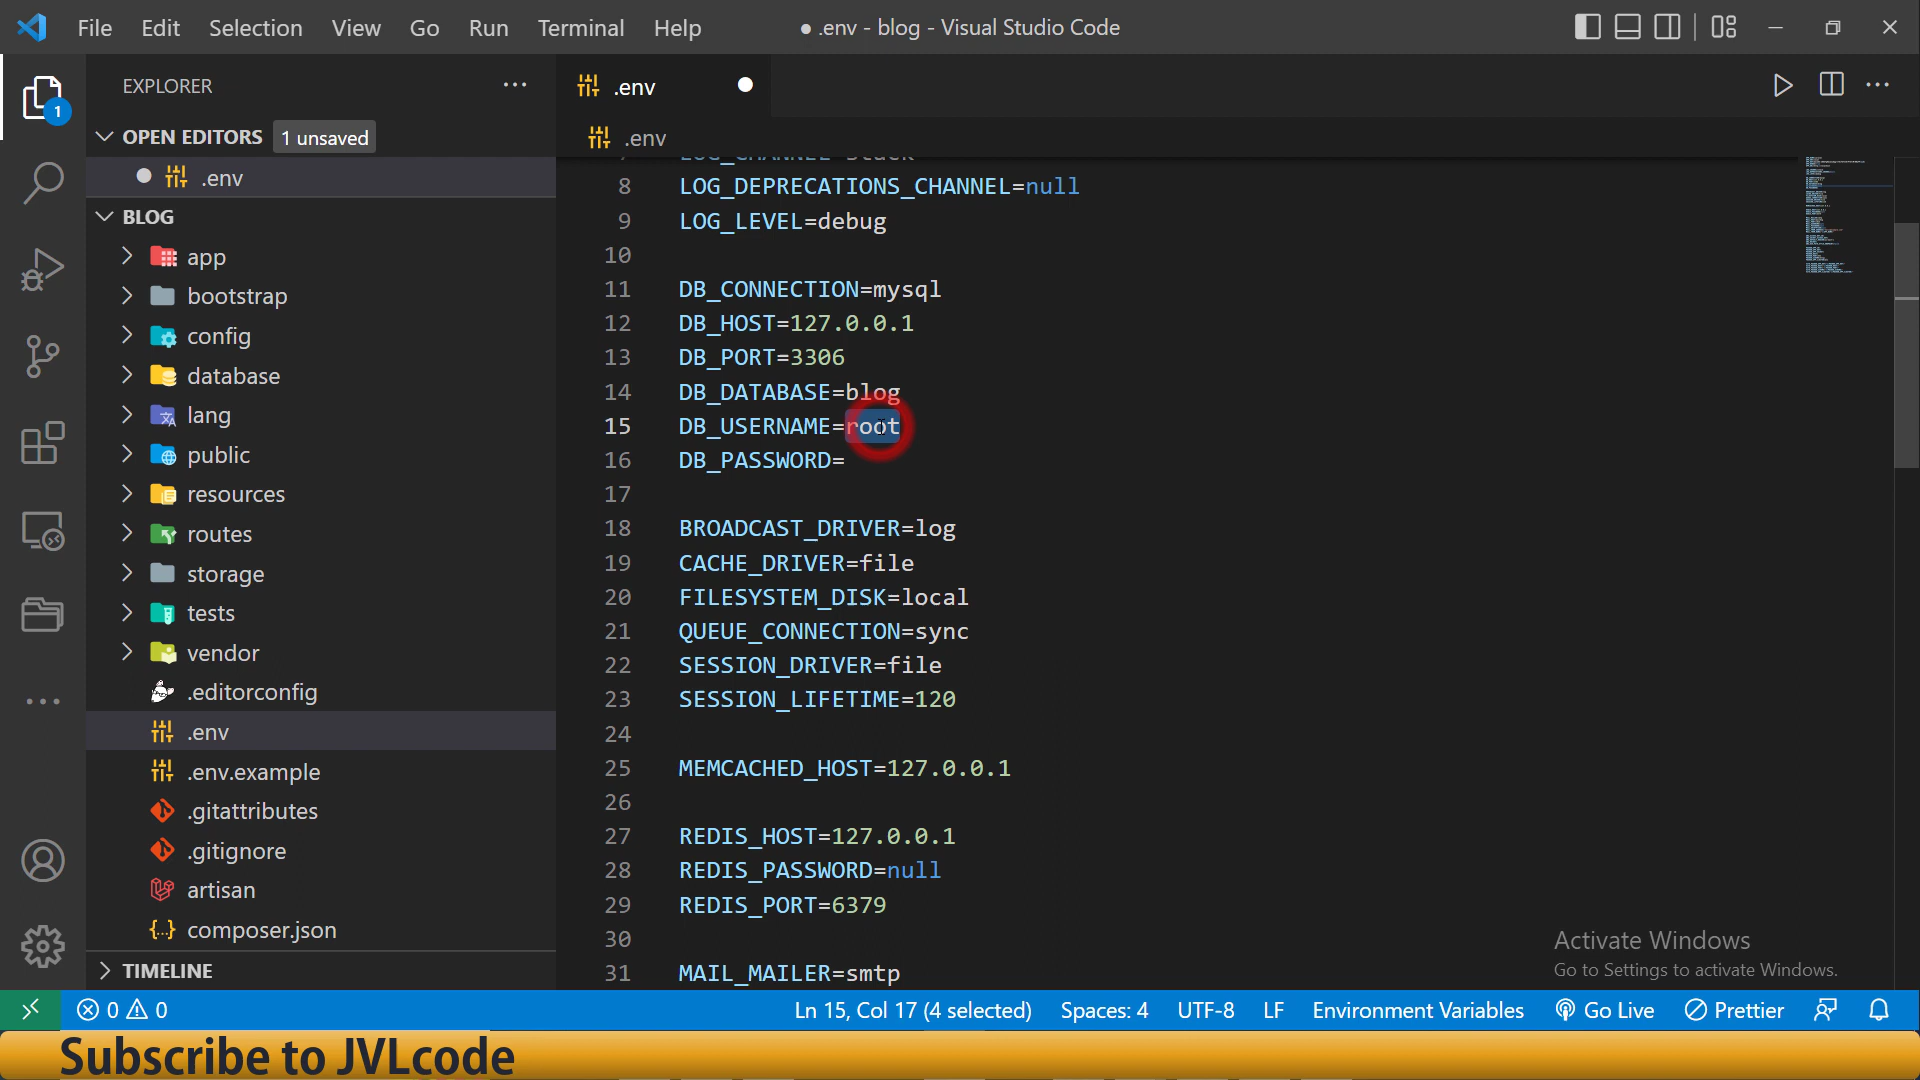 File Edit Selection View Go Run Terminal Help
● .env - blog - Visual Studio Code
1
EXPLORER
OPEN EDITORS 1 unsaved
.env
BLOG
app
bootstrap
config
database
lang
public
resources
routes
storage
tests
vendor
.editorconfig
.env
.env.example
.gitattributes
.gitignore
artisan
composer.json
TIMELINE
.env
.env
8 LOG_DEPRECATIONS_CHANNEL=null
9 LOG_LEVEL=debug
10
11 DB_CONNECTION=mysql
12 DB_HOST=127.0.0.1
13 DB_PORT=3306
14 DB_DATABASE=blog
15 DB_USERNAME=root
16 DB_PASSWORD=
17
18 BROADCAST_DRIVER=log
19 CACHE_DRIVER=file
20 FILESYSTEM_DISK=local
21 QUEUE_CONNECTION=sync
22 SESSION_DRIVER=file
23 SESSION_LIFETIME=120
24
25 MEMCACHED_HOST=127.0.0.1
26
27 REDIS_HOST=127.0.0.1
28 REDIS_PASSWORD=null
29 REDIS_PORT=6379
30
31 MAIL_MAILER=smtp
Activate Windows
Go to Settings to activate Windows.
0 0 Ln 15, Col 17 (4 selected) Spaces: 4 UTF-8 LF Environment Variables Go Live Prettier
Subscribe to JVLcode